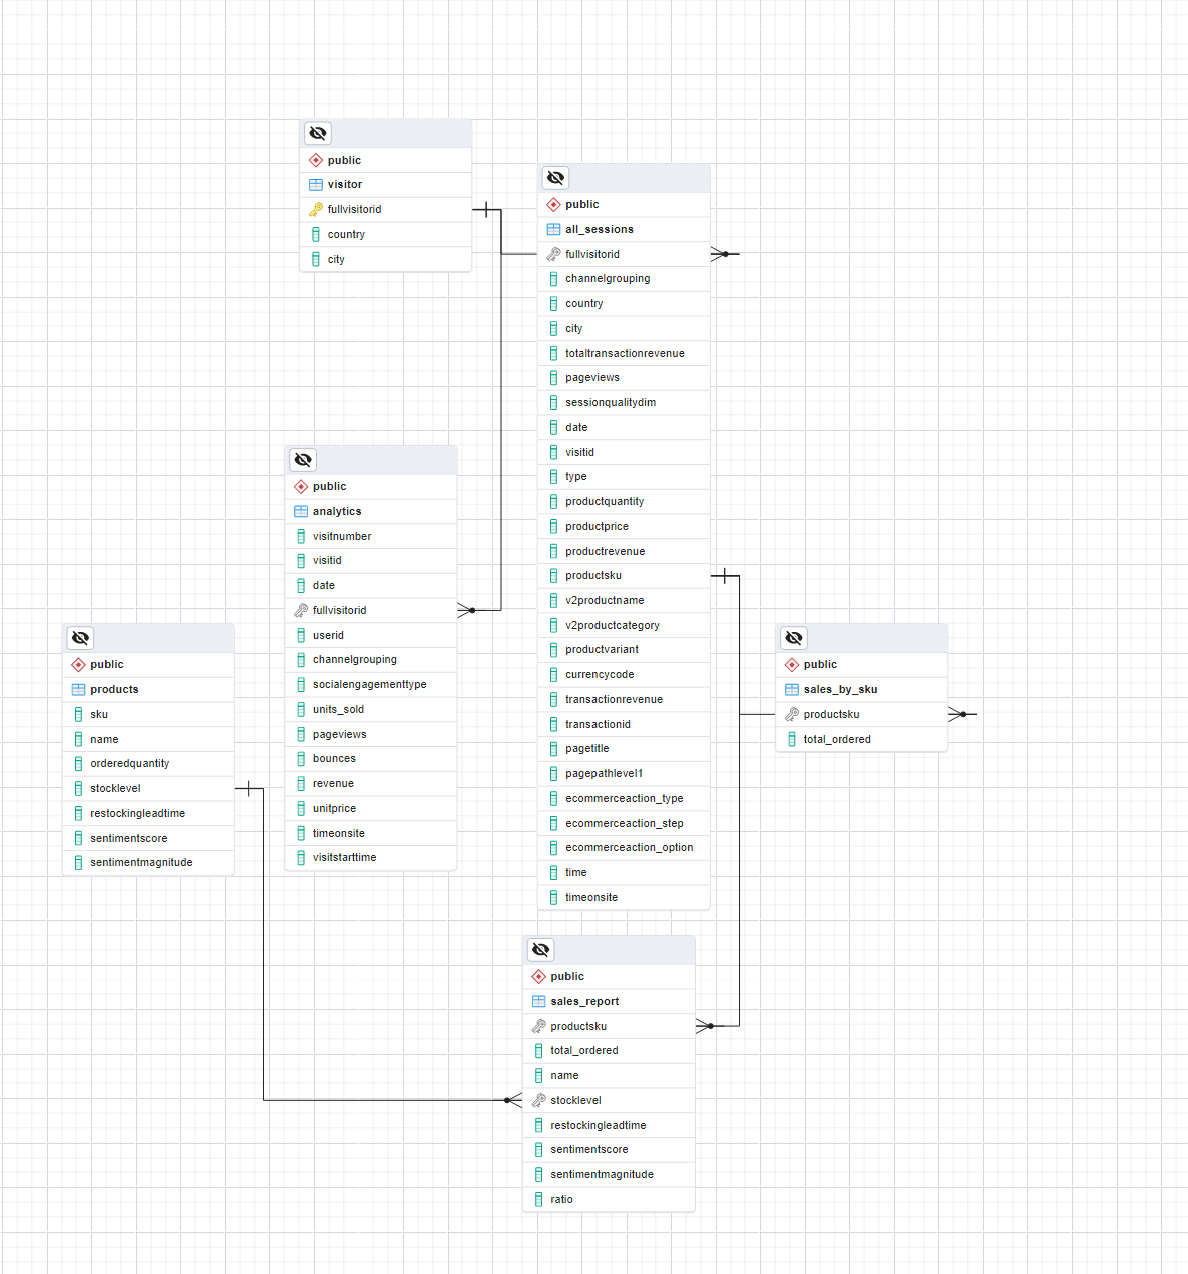 public
visitor
fullvisitorid
country
city
public
all_sessions
fullvisitorid
channelgrouping
country
city
totaltransactionrevenue
pageviews
sessionqualitydim
date
visitid
type
productquantity
productprice
productrevenue
productsku
v2productname
v2productcategory
productvariant
currencycode
transactionrevenue
transactionid
pagetitle
pagepathlevel1
ecommerceaction_type
ecommerceaction_step
ecommerceaction_option
time
timeonsite
public
analytics
visitnumber
visitid
date
fullvisitorid
userid
channelgrouping
socialengagementtype
units_sold
pageviews
bounces
revenue
unitprice
timeonsite
visitstarttime
public
products
sku
name
orderedquantity
stocklevel
restockingleadtime
sentimentscore
sentimentmagnitude
public
sales_by_sku
productsku
total_ordered
public
sales_report
productsku
total_ordered
name
stocklevel
restockingleadtime
sentimentscore
sentimentmagnitude
ratio